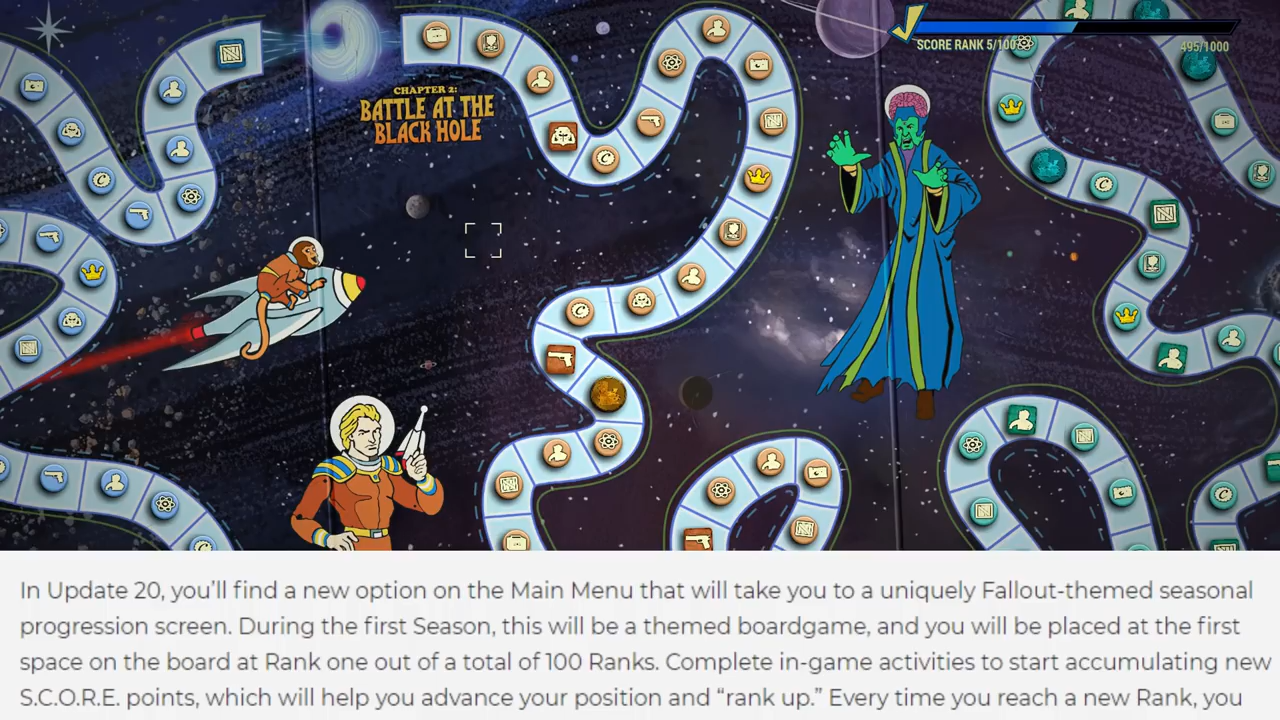 CHAPTER 2:
BATTLE AT THE
BLACK HOLE
SCORE RANK 5/100
495/1000
In Update 20, you’ll find a new option on the Main Menu that will take you to a uniquely Fallout-themed seasonal
progression screen. During the first Season, this will be a themed boardgame, and you will be placed at the first
space on the board at Rank one out of a total of 100 Ranks. Complete in-game activities to start accumulating new
S.C.O.R.E. points, which will help you advance your position and “rank up.” Every time you reach a new Rank, you